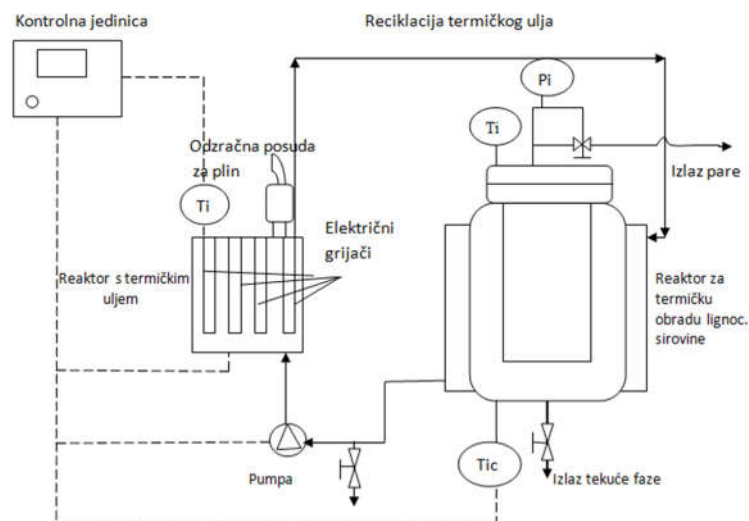 Kontrolna jedinica
Reciklacija termičkog ulja
Pi
Ti
Odzračna posuda
za plin
Izlaz pare
Ti
Električni
grijači
Reaktor s termičkim
uljem
Reaktor za
termičku
obradu lignoc.
sirovine
Tic
Pumpa
Izlaz tekuće faze